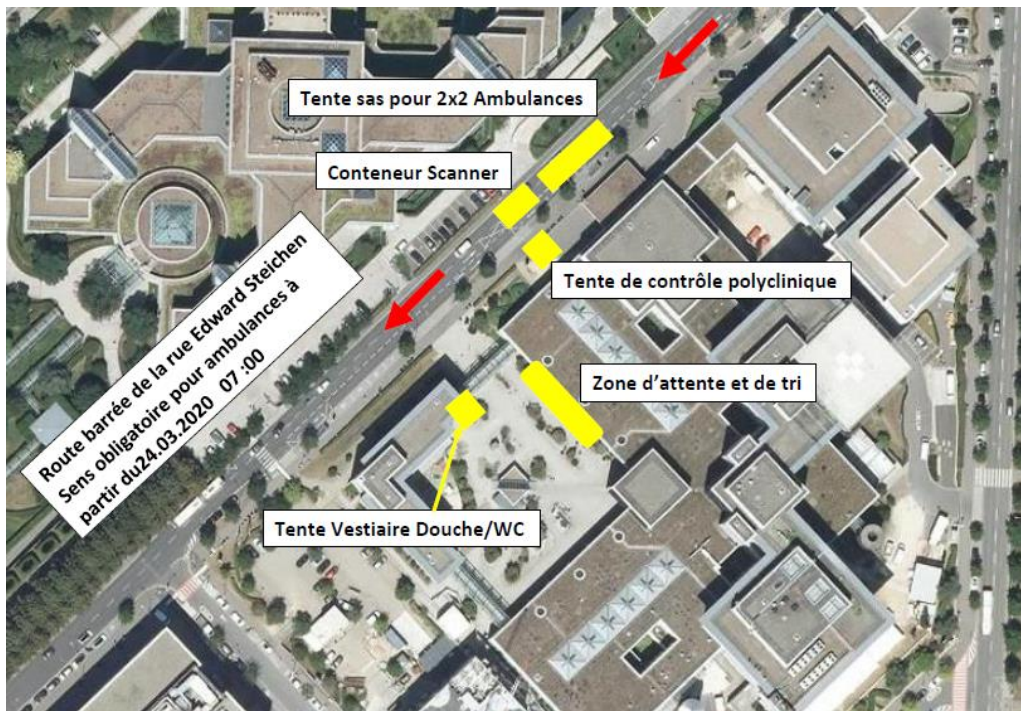 Tente sas pour 2x2 Ambulances
Conteneur Scanner
Tente de contrôle polyclinique
Route barrée de la rue Edward Steichen
Sens obligatoire pour ambulances à
partir du24.03.2020 07 :00
Zone d’attente et de tri
Tente Vestiaire Douche/WC